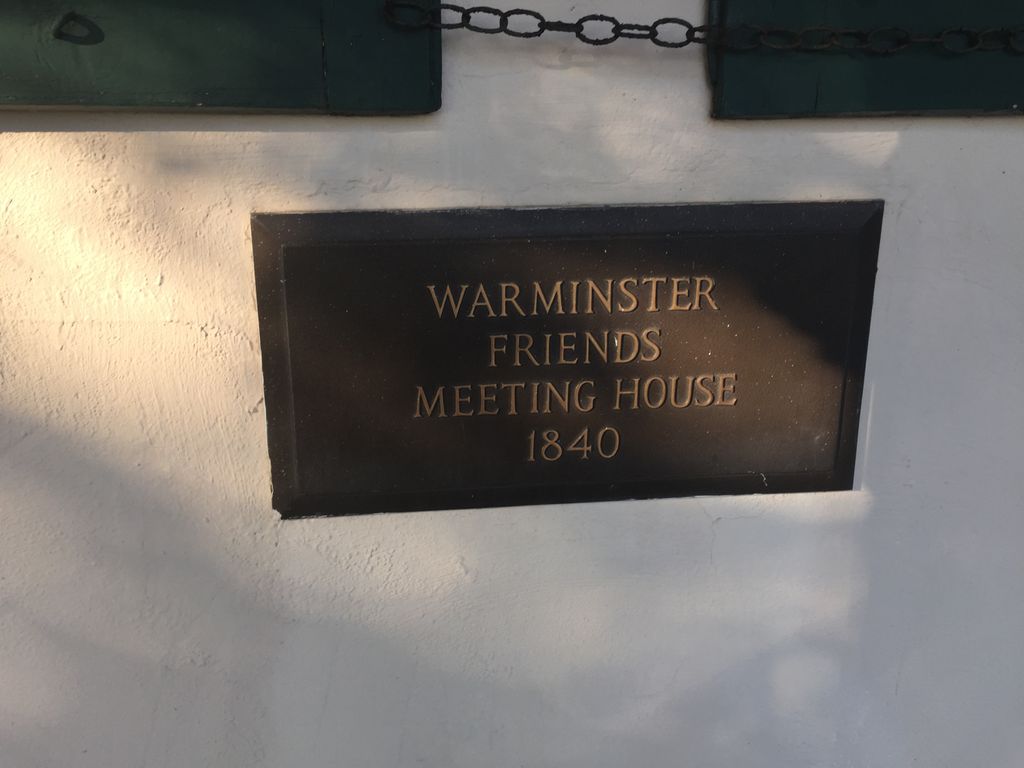 WARMINSTER
FRIENDS
MEETING HOUSE
1840